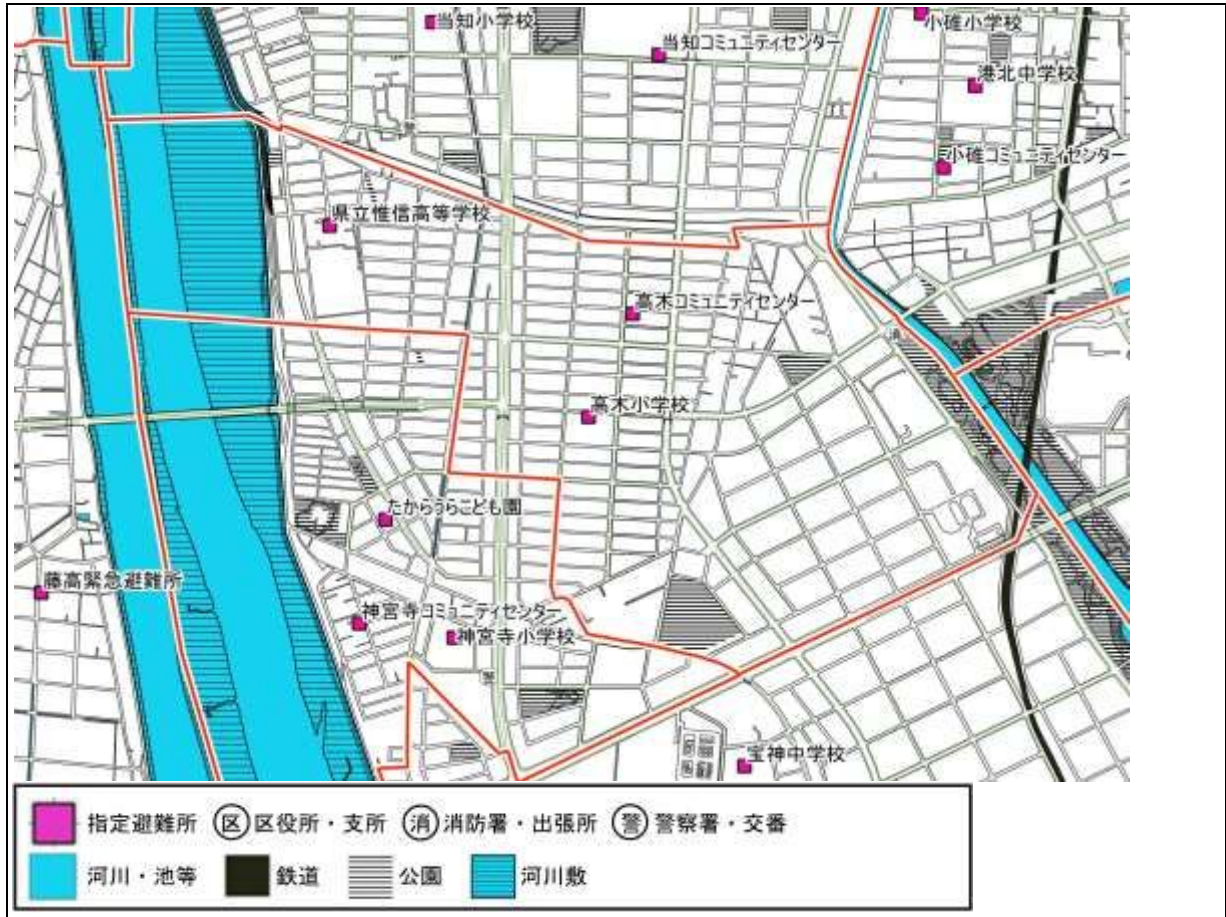 当知小学校
小碓小学校
当知コミュニティセンター
港北中学校
小碓コミュニティセンター
県立惟信高等学校
高木コミュニティセンター
消
高木小学校
たからうらこども園
藤高緊急避難所
神宮寺コミュニティセンター
神宮寺小学校
警
宝神中学校
指定避難所 区 区役所・支所 消 消防署・出張所 警 警察署・交番
河川・池等 鉄道 公園 河川敷